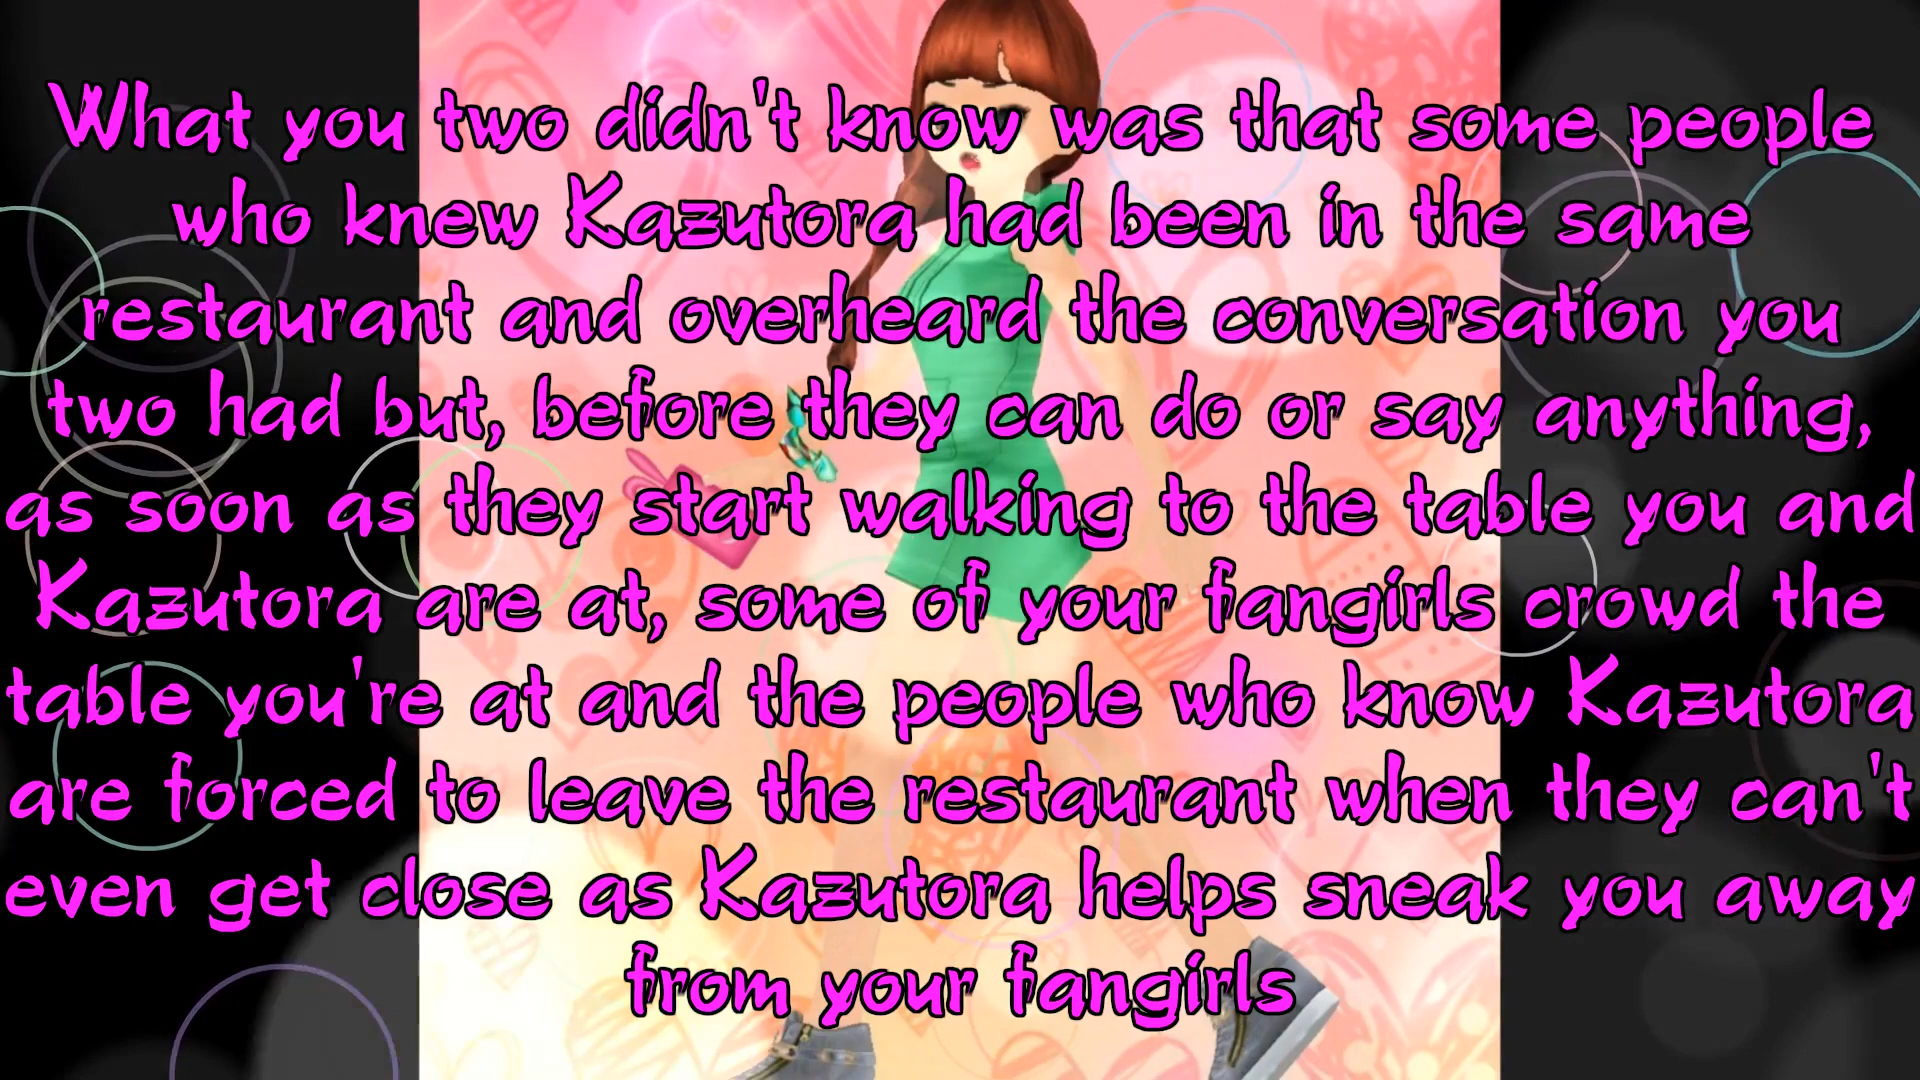 What you two didn't know was that some people
who knew Kazutora had been in the same
restaurant and overheard the conversation you
two had but, before they can do or say anything,
as soon as they start walking to the table you and
Kazutora are at, some of your fangirls crowd the
table you're at and the people who know Kazutora
are forced to leave the restaurant when they can't
even get close as Kazutora helps sneak you away
from your fangirls